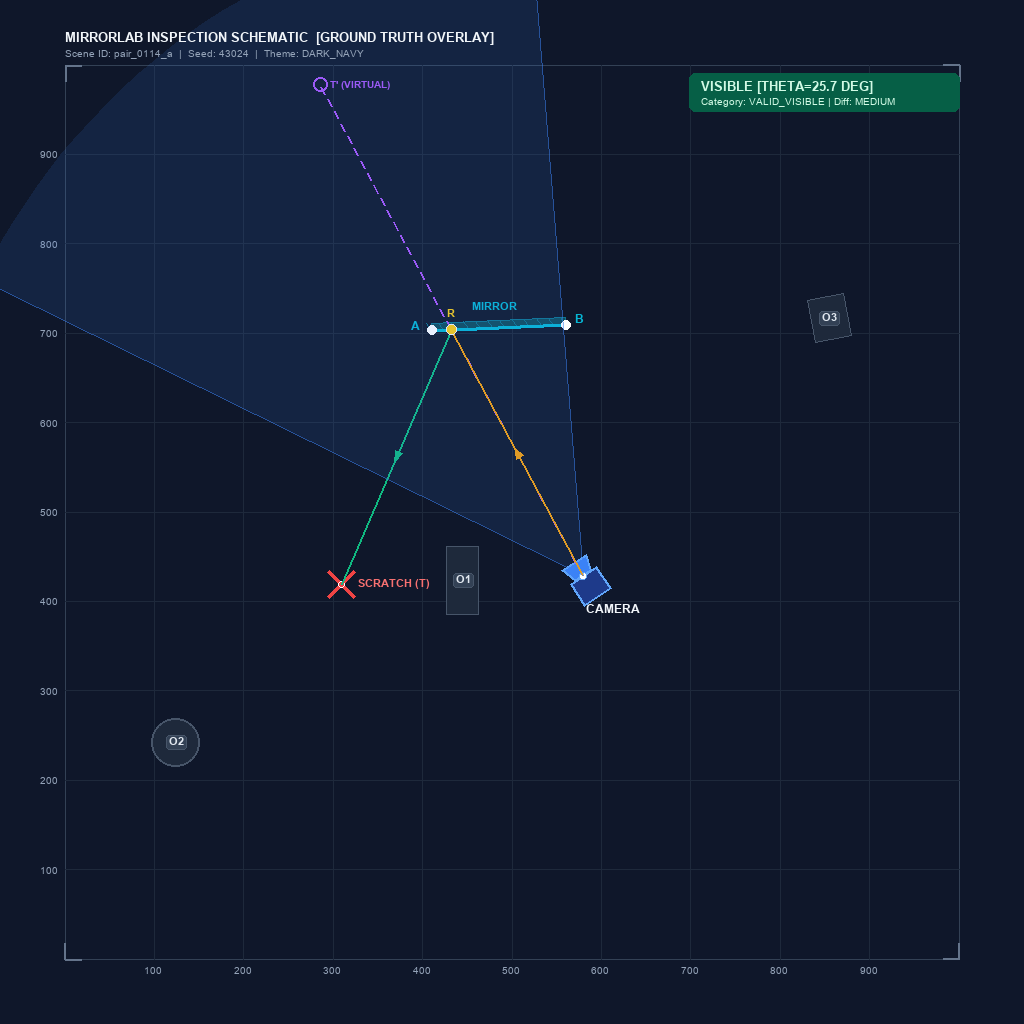 MIRRORLAB INSPECTION SCHEMATIC [GROUND TRUTH OVERLAY]
Scene ID: pair_0114_a | Seed: 43024 | Theme: DARK_NAVY
VISIBLE [THETA=25.7 DEG]
Category: VALID_VISIBLE | Diff: MEDIUM
T' (VIRTUAL)
900
800
MIRROR
R
A
B
O3
700
600
500
O1
SCRATCH (T)
400
CAMERA
300
O2
200
100
100 200 300 400 500 600 700 800 900